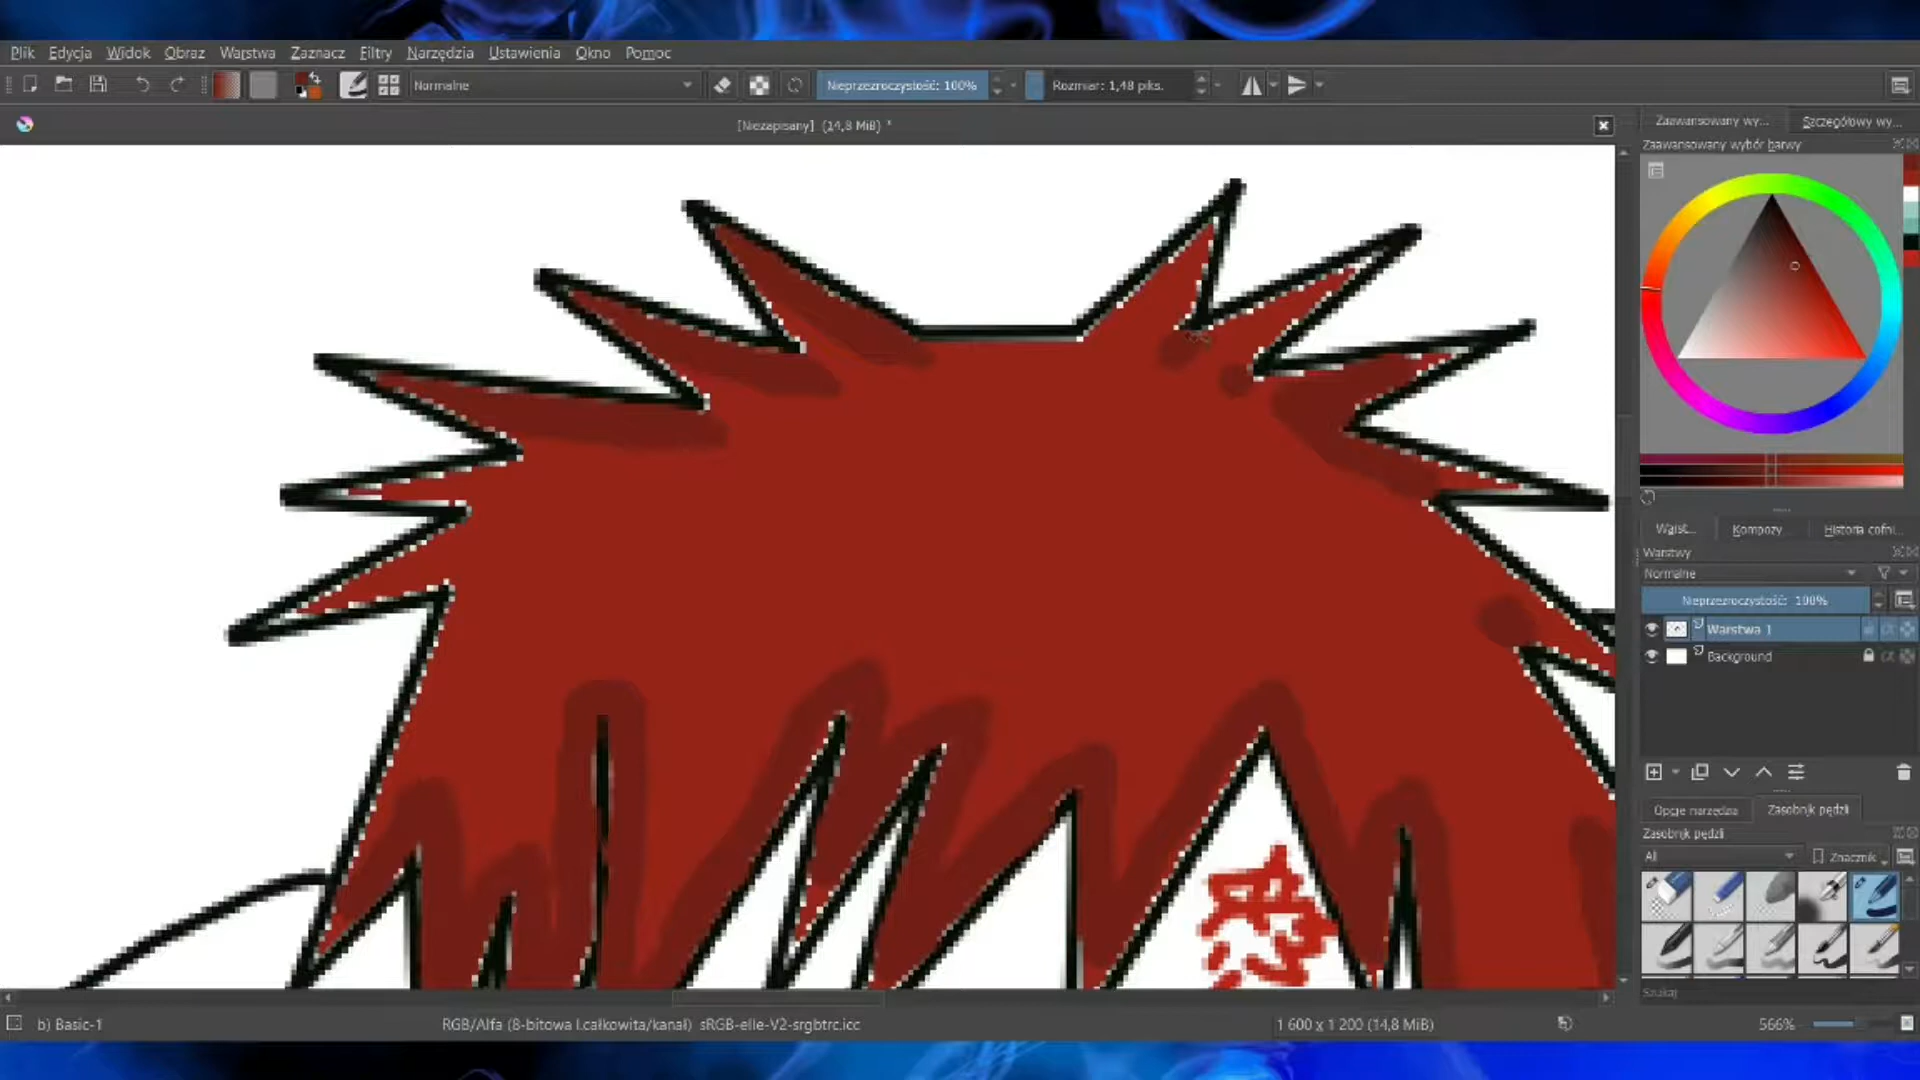 Plik Edycja Widok Obraz Warstwa Zaznacz Filtry Narzędzia Ustawienia Okno Pomoc
Normalne Nieprzezroczystość: 100% Rozmiar: 1,48 piks.
[Niezapisany] (14,8 MiB) *
Zaawansowany wy... Szczegółowy wy...
Zaawansowany wybór barwy
Warst... Kompozy Historia cofni...
Warstwy
Normalne
Nieprzezroczystość: 100%
Warstwa 1
Background
Opcje narzędzia Zasobnik pędzli
Zasobnik pędzli
All Znacznik
Szukaj
b) Basic-1 RGB/Alfa (8-bitowa l.całkowita/kanał) sRGB-elle-V2-srgbtrc.icc 1 600 x 1 200 (14,8 MiB) 566%